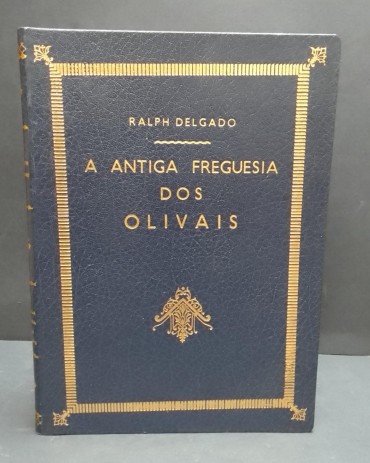 RALPH DELGADO
A ANTIGA FREGUESIA
DOS
OLIVAIS